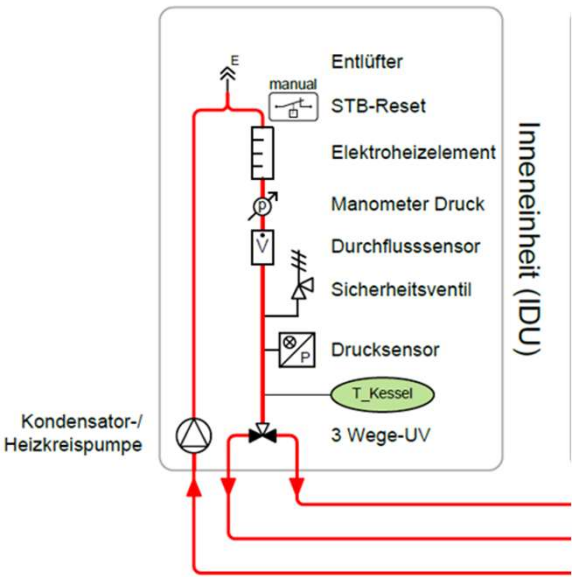 E
Entlüfter
manual
STB-Reset
Elektroheizelement
P
Manometer Druck
V
Durchflusssensor
Sicherheitsventil
P
Drucksensor
T_Kessel
Kondensator-/
Heizkreispumpe
3 Wege-UV
Inneneinheit (IDU)